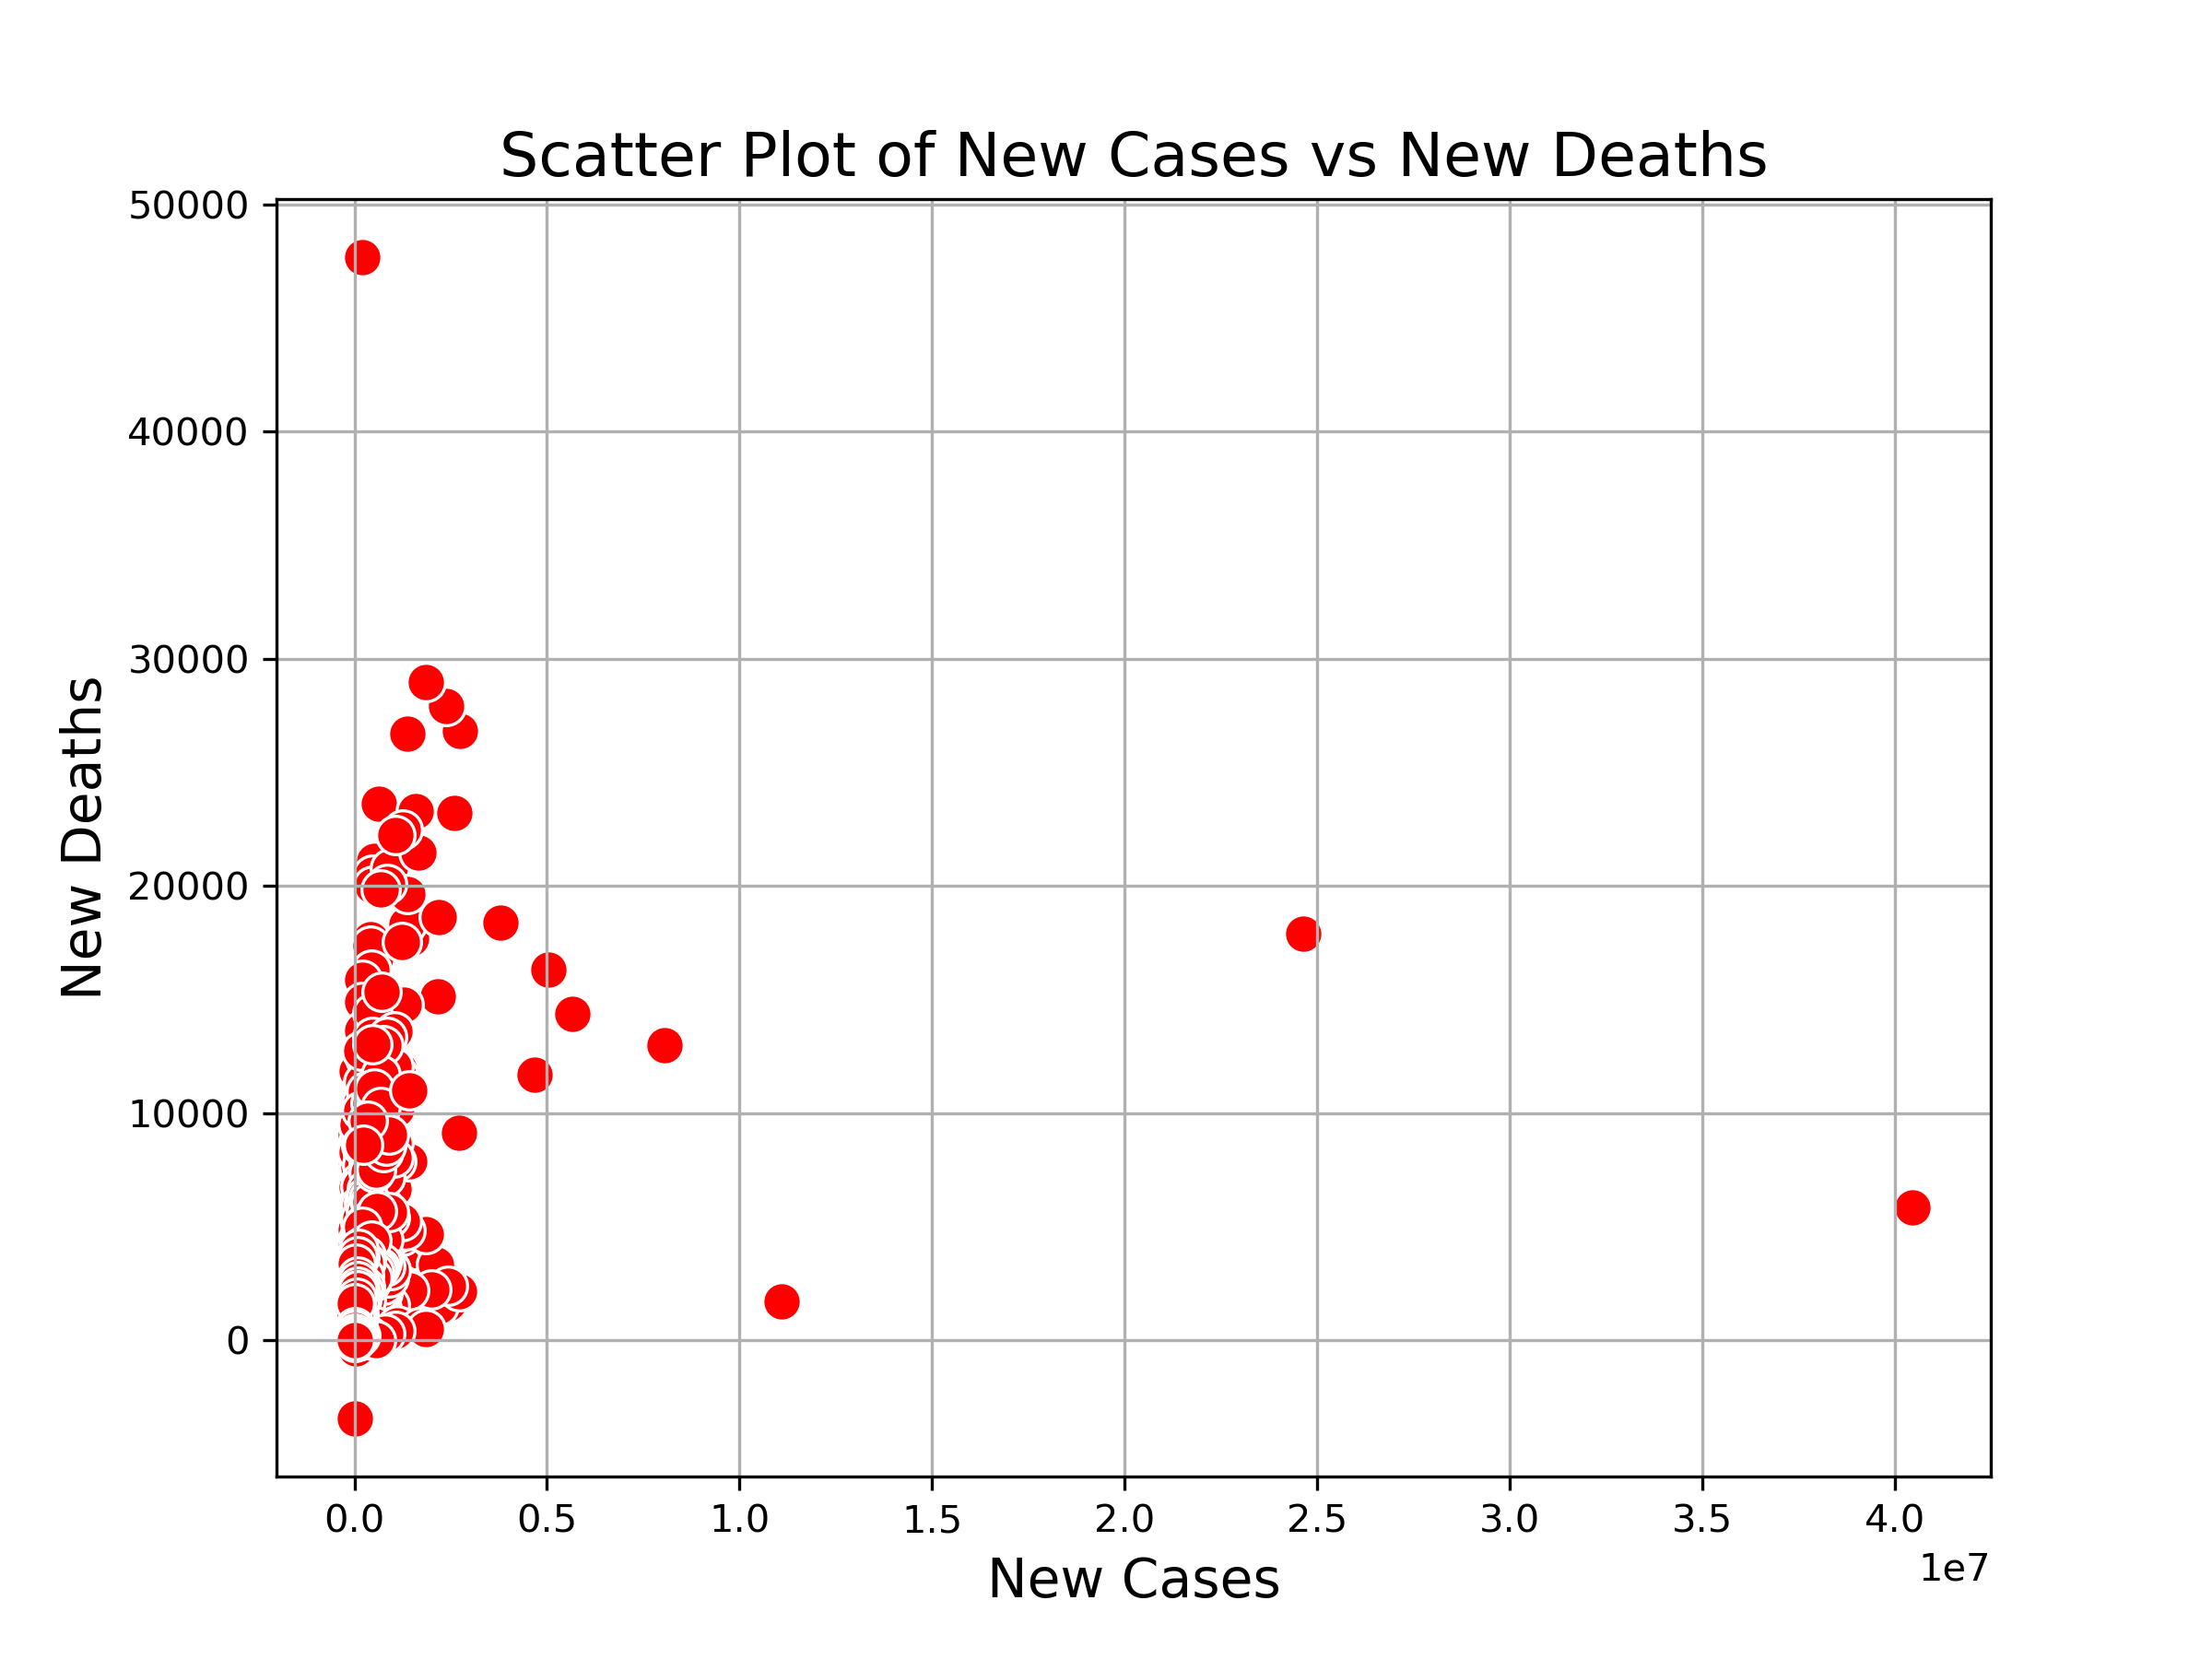 Scatter Plot of New Cases vs New Deaths
50000
40000
30000
20000
10000
0
New Deaths
0.0 0.5 1.0 1.5 2.0 2.5 3.0 3.5 4.0
1e7
New Cases